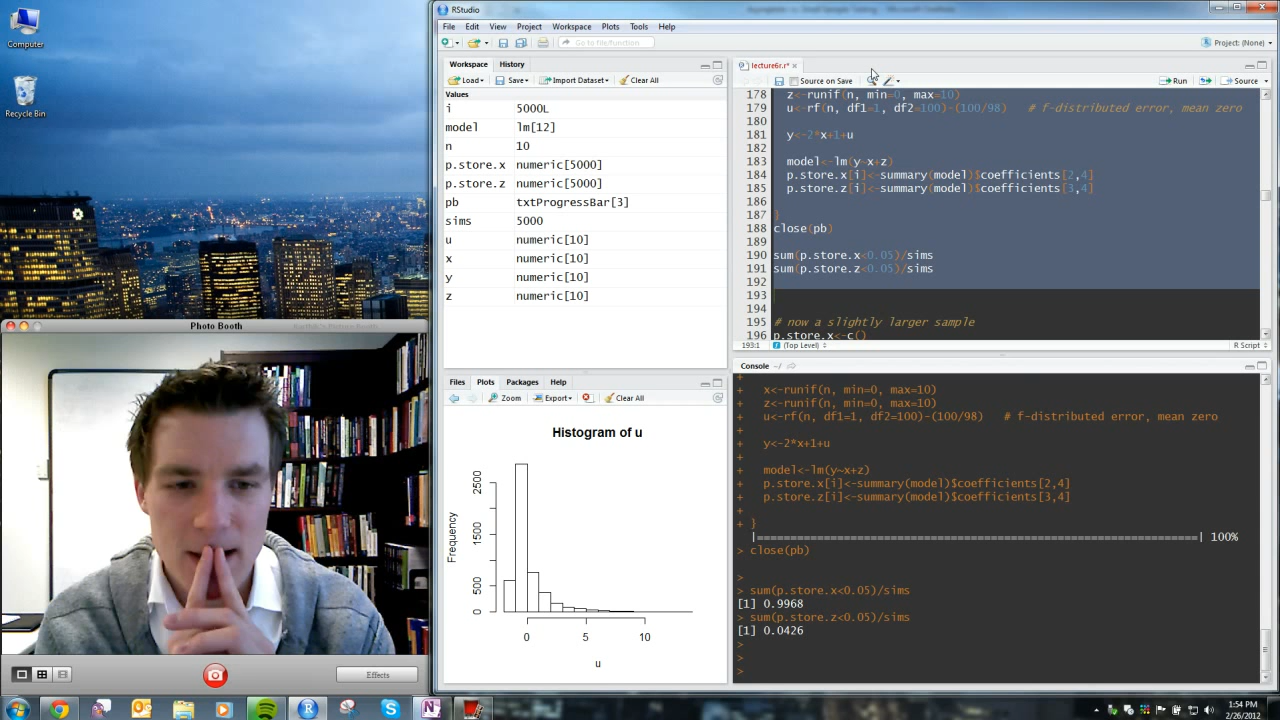 Computer
Recycle Bin
RStudio
File Edit View Project Workspace Plots Tools Help
Go to file/function
Project: (None)
Workspace History
Load Save Import Dataset Clear All
Values
i 5000L
model lm[12]
n 10
p.store.x numeric[5000]
p.store.z numeric[5000]
pb txtProgressBar[3]
sims 5000
u numeric[10]
x numeric[10]
y numeric[10]
z numeric[10]
lecture6r.r*
Source on Save Run Source
178 z<-runif(n, min=0, max=10)
179 u<-rf(n, df1=1, df2=100)-(100/98) # f-distributed error, mean zero
180
181 y<-2*x+1+u
182
183 model<-lm(y~x+z)
184 p.store.x[i]<-summary(model)$coefficients[2,4]
185 p.store.z[i]<-summary(model)$coefficients[3,4]
186
187 }
188 close(pb)
189
190 sum(p.store.x<0.05)/sims
191 sum(p.store.z<0.05)/sims
192
193
194
195 # now a slightly larger sample
196 p.store.x<-c()
193:1 (Top Level) R Script
Photo Booth
Files Plots Packages Help
Zoom Export Clear All
Histogram of u
Frequency
2500
1500
500
0
0 5 10
u
Console ~/
+
+ x<-runif(n, min=0, max=10)
+ z<-runif(n, min=0, max=10)
+ u<-rf(n, df1=1, df2=100)-(100/98) # f-distributed error, mean zero
+
+ y<-2*x+1+u
+
+ model<-lm(y~x+z)
+ p.store.x[i]<-summary(model)$coefficients[2,4]
+ p.store.z[i]<-summary(model)$coefficients[3,4]
+
+ }
|======================================================================| 100%
> close(pb)
>
> sum(p.store.x<0.05)/sims
[1] 0.9968
> sum(p.store.z<0.05)/sims
[1] 0.0426
>
>
>
Effects
1:54 PM
2/26/2012